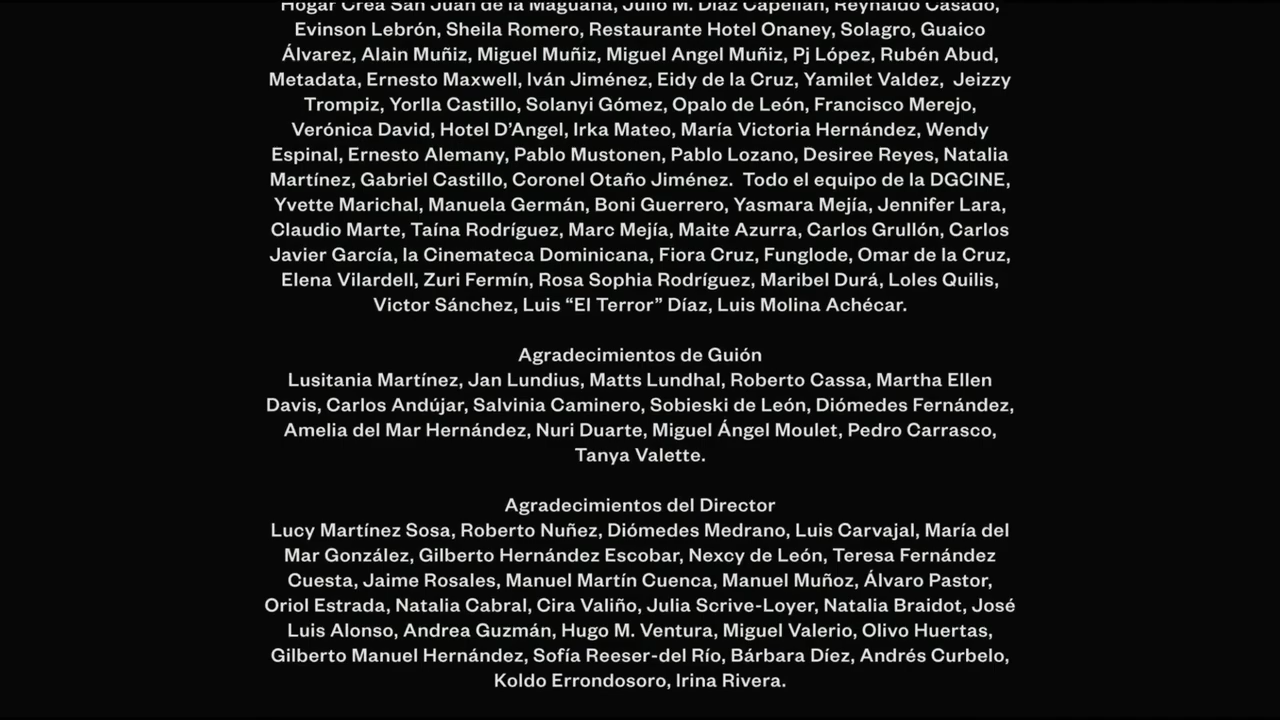 Hogar Crea San Juan de la Maguana, Julio M. Díaz Capellán, Reynaldo Casado,
Evinson Lebrón, Sheila Romero, Restaurante Hotel Onaney, Solagro, Guaico
Álvarez, Alain Muñiz, Miguel Muñiz, Miguel Angel Muñiz, Pj López, Rubén Abud,
Metadata, Ernesto Maxwell, Iván Jiménez, Eidy de la Cruz, Yamilet Valdez,  Jeizzy
Trompiz, Yorlla Castillo, Solanyi Gómez, Opalo de León, Francisco Merejo,
Verónica David, Hotel D’Angel, Irka Mateo, María Victoria Hernández, Wendy
Espinal, Ernesto Alemany, Pablo Mustonen, Pablo Lozano, Desiree Reyes, Natalia
Martínez, Gabriel Castillo, Coronel Otaño Jiménez.  Todo el equipo de la DGCINE,
Yvette Marichal, Manuela Germán, Boni Guerrero, Yasmara Mejía, Jennifer Lara,
Claudio Marte, Taína Rodríguez, Marc Mejía, Maite Azurra, Carlos Grullón, Carlos
Javier García, la Cinemateca Dominicana, Fiora Cruz, Funglode, Omar de la Cruz,
Elena Vilardell, Zuri Fermín, Rosa Sophia Rodríguez, Maribel Durá, Loles Quilis,
Victor Sánchez, Luis “El Terror” Díaz, Luis Molina Achécar.
Agradecimientos de Guión
Lusitania Martínez, Jan Lundius, Matts Lundhal, Roberto Cassa, Martha Ellen
Davis, Carlos Andújar, Salvinia Caminero, Sobieski de León, Diómedes Fernández,
Amelia del Mar Hernández, Nuri Duarte, Miguel Ángel Moulet, Pedro Carrasco,
Tanya Valette.
Agradecimientos del Director
Lucy Martínez Sosa, Roberto Nuñez, Diómedes Medrano, Luis Carvajal, María del
Mar González, Gilberto Hernández Escobar, Nexcy de León, Teresa Fernández
Cuesta, Jaime Rosales, Manuel Martín Cuenca, Manuel Muñoz, Álvaro Pastor,
Oriol Estrada, Natalia Cabral, Cira Valiño, Julia Scrive-Loyer, Natalia Braidot, José
Luis Alonso, Andrea Guzmán, Hugo M. Ventura, Miguel Valerio, Olivo Huertas,
Gilberto Manuel Hernández, Sofía Reeser-del Río, Bárbara Díez, Andrés Curbelo,
Koldo Errondosoro, Irina Rivera.